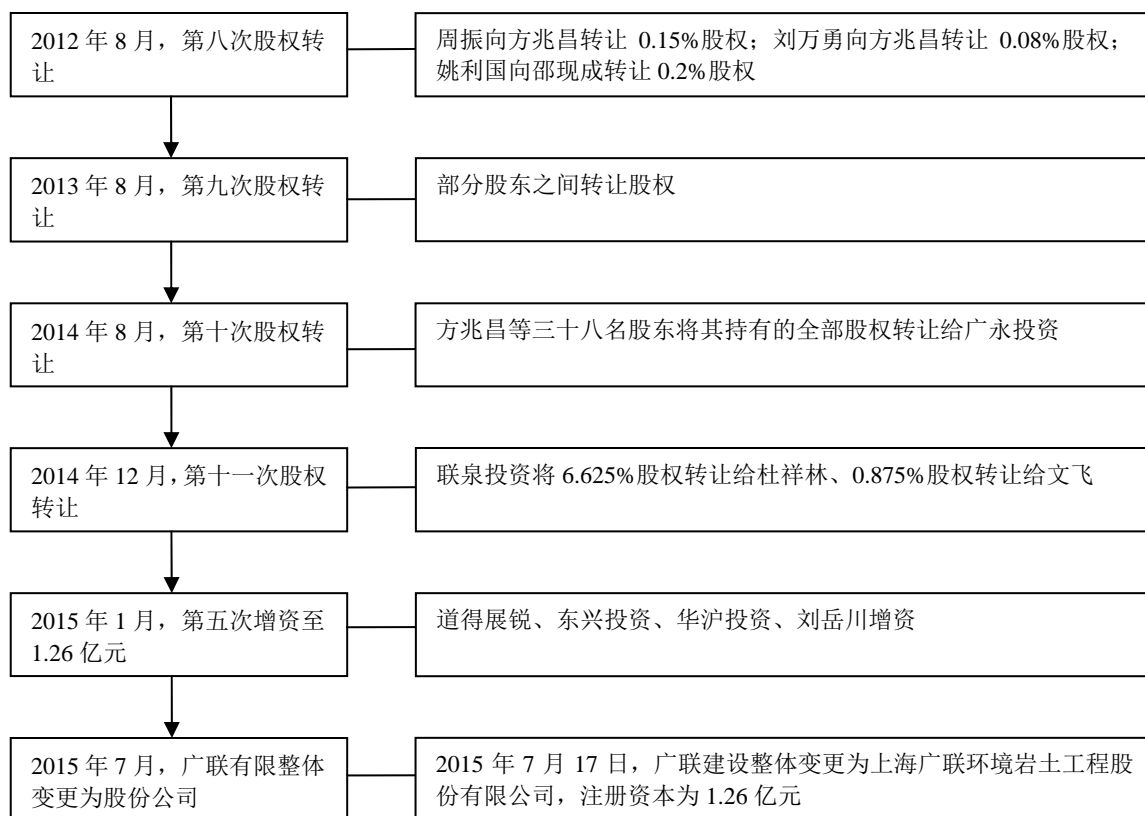 2012 年 8 月，第八次股权转
让
周振向方兆昌转让 0.15%股权；刘万勇向方兆昌转让 0.08%股权；
姚利国向邵现成转让 0.2%股权
2013 年 8 月，第九次股权转
让
部分股东之间转让股权
2014 年 8 月，第十次股权转
让
方兆昌等三十八名股东将其持有的全部股权转让给广永投资
2014 年 12 月，第十一次股权
转让
联泉投资将 6.625%股权转让给杜祥林、0.875%股权转让给文飞
2015 年 1 月，第五次增资至
1.26 亿元
道得展锐、东兴投资、华沪投资、刘岳川增资
2015 年 7 月，广联有限整体
变更为股份公司
2015 年 7 月 17 日，广联建设整体变更为上海广联环境岩土工程股
份有限公司，注册资本为 1.26 亿元